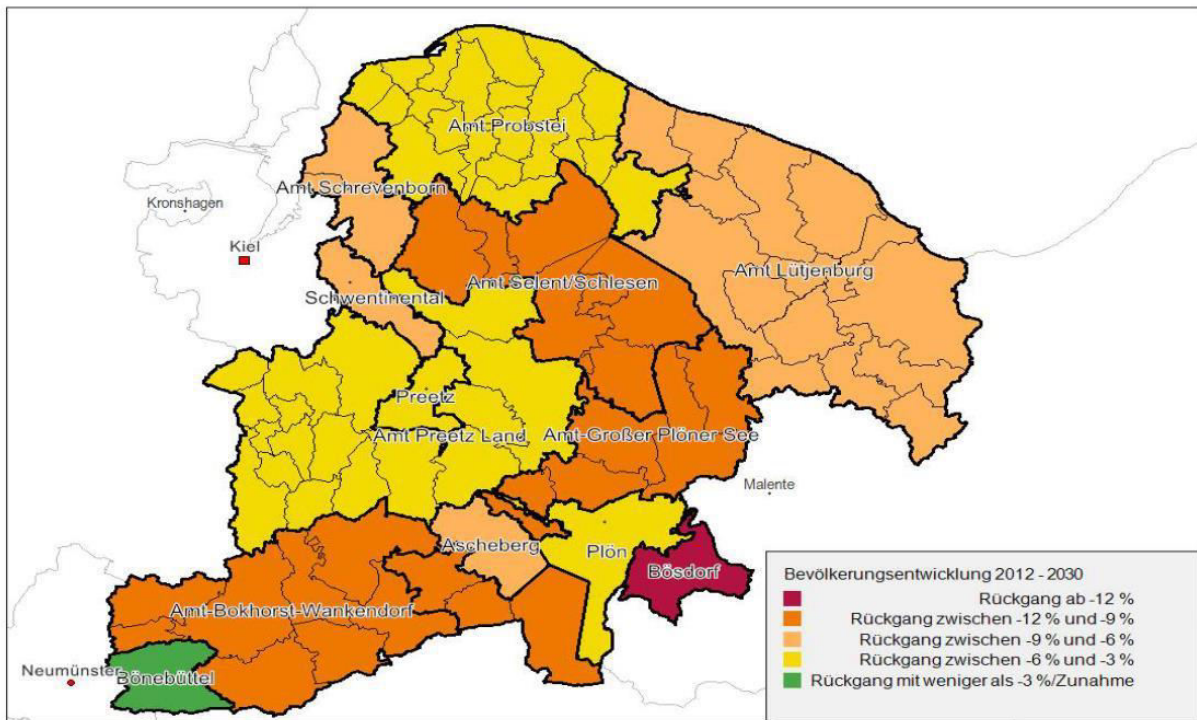 Amt Probstei
Amt Schrevenborn
Kronshagen
Kiel
Amt Lütjenburg
Amt Selent/Schlesen
Schwentinental
Preetz
Amt Preetz Land
Amt-Großer Plöner See
Malente
Ascheberg
Plön
Bösdorf
Amt-Bokhorst-Wankendorf
Neumünster
Bönebüttel
Bevölkerungsentwicklung 2012 - 2030
Rückgang ab -12 %
Rückgang zwischen -12 % und -9 %
Rückgang zwischen -9 % und -6 %
Rückgang zwischen -6 % und -3 %
Rückgang mit weniger als -3 %/Zunahme